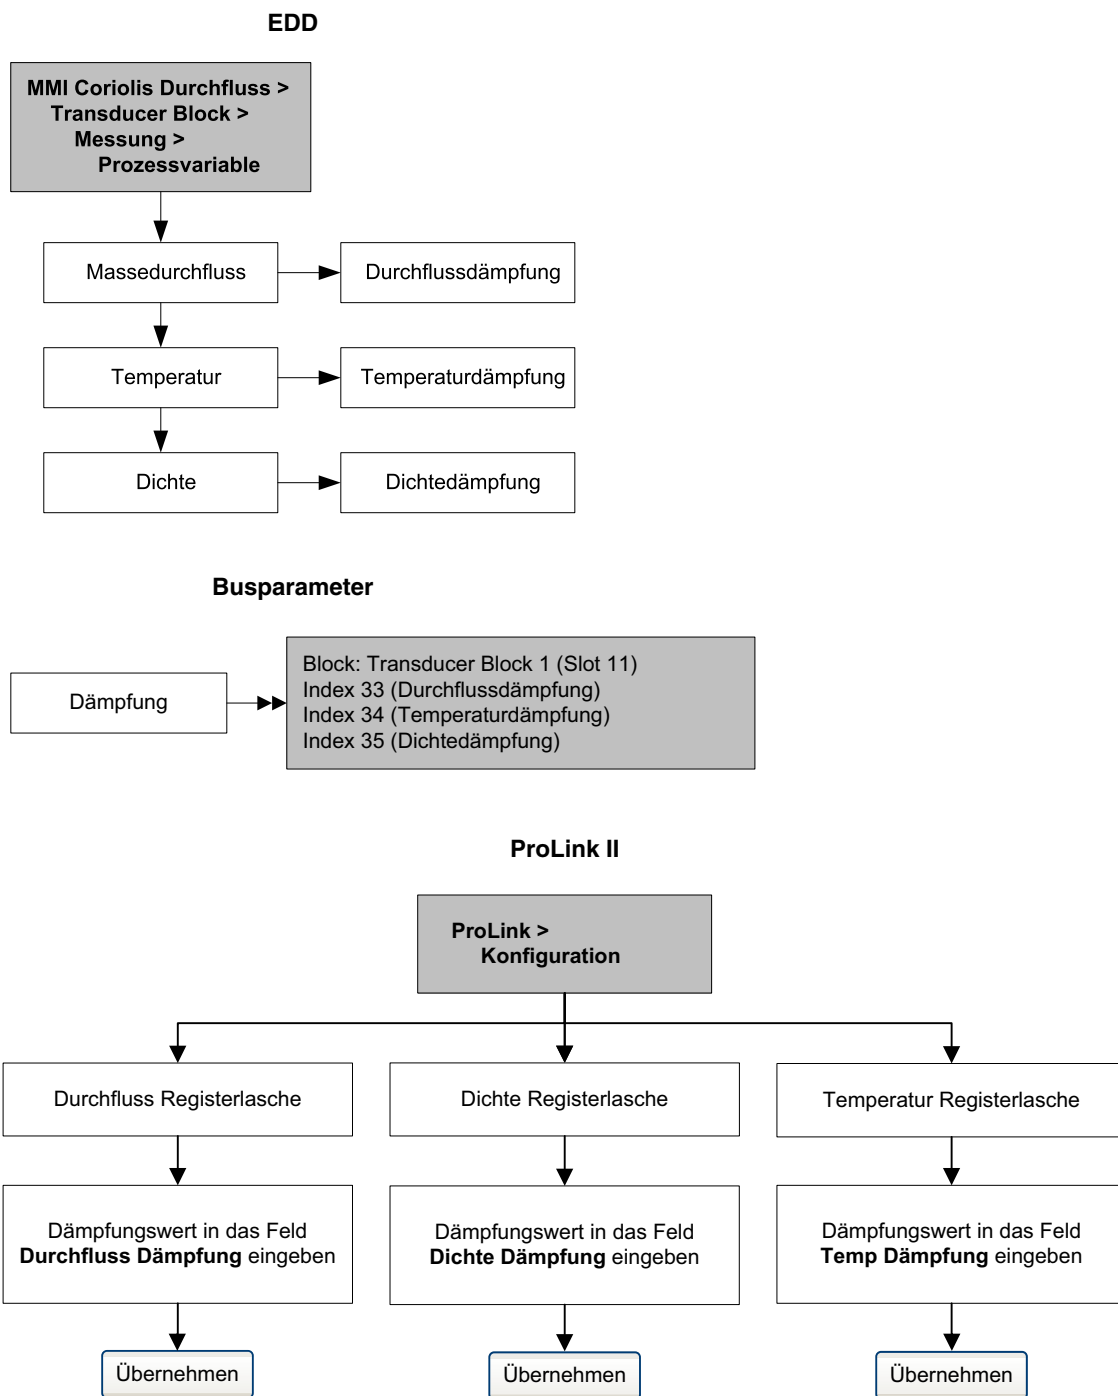 EDD
MMI Coriolis Durchfluss >
Transducer Block >
Messung >
Prozessvariable
Massedurchfluss
Durchflussdämpfung
Temperatur
Temperaturdämpfung
Dichte
Dichtedämpfung
Busparameter
Dämpfung
Block: Transducer Block 1 (Slot 11)
Index 33 (Durchflussdämpfung)
Index 34 (Temperaturdämpfung)
Index 35 (Dichtedämpfung)
ProLink II
ProLink >
Konfiguration
Durchfluss Registerlasche
Dichte Registerlasche
Temperatur Registerlasche
Dämpfungswert in das Feld
Durchfluss Dämpfung eingeben
Dämpfungswert in das Feld
Dichte Dämpfung eingeben
Dämpfungswert in das Feld
Temp Dämpfung eingeben
Übernehmen
Übernehmen
Übernehmen